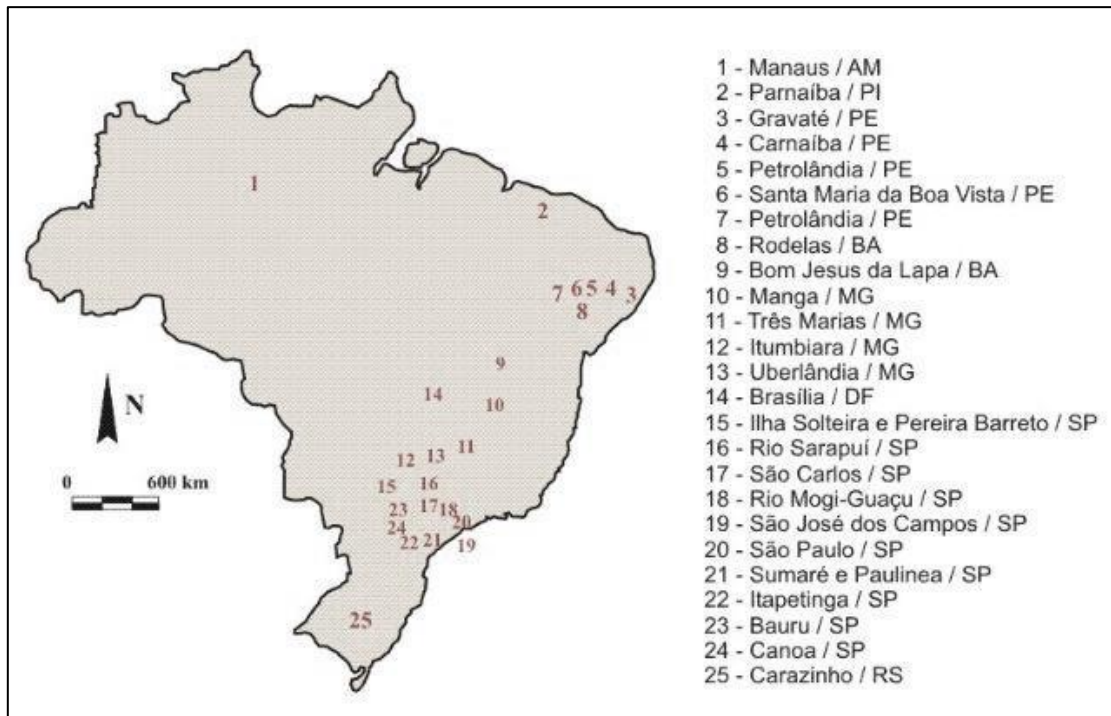 1
2
7 6 5 4 3
8
9
14
10
N
11
12 13
0 600 km
15 16
23 17 18
24 20
22 21 19
25
1 - Manaus / AM
2 - Parnaíba / PI
3 - Gravaté / PE
4 - Carnaíba / PE
5 - Petrolândia / PE
6 - Santa Maria da Boa Vista / PE
7 - Petrolândia / PE
8 - Rodelas / BA
9 - Bom Jesus da Lapa / BA
10 - Manga / MG
11 - Três Marias / MG
12 - Itumbiara / MG
13 - Uberlândia / MG
14 - Brasília / DF
15 - Ilha Solteira e Pereira Barreto / SP
16 - Rio Sarapuí / SP
17 - São Carlos / SP
18 - Rio Mogi-Guaçu / SP
19 - São José dos Campos / SP
20 - São Paulo / SP
21 - Sumaré e Paulinea / SP
22 - Itapetinga / SP
23 - Bauru / SP
24 - Canoa / SP
25 - Carazinho / RS